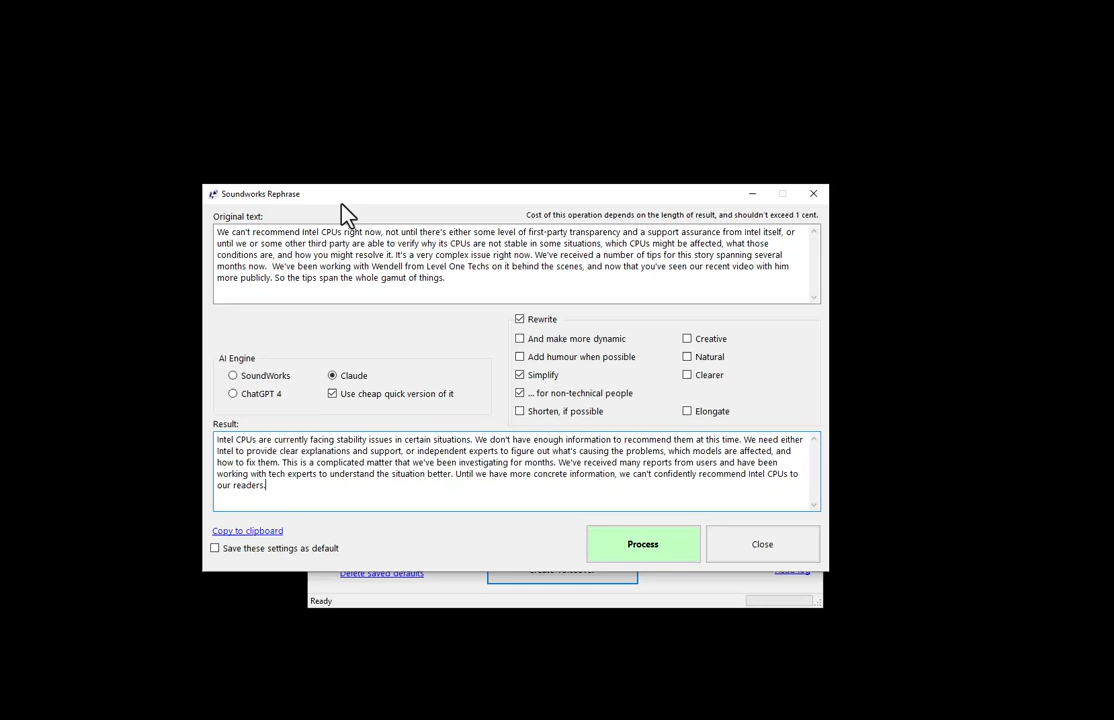 Soundworks Rephrase
Original text:
Cost of this operation depends on the length of result, and shouldn't exceed 1 cent.
We can't recommend Intel CPUs right now, not until there's either some level of first-party transparency and a support assurance from Intel itself, or
until we or some other third party are able to verify why its CPUs are not stable in some situations, which CPUs might be affected, what those
conditions are, and how you might resolve it. It's a very complex issue right now. We've received a number of tips for this story spanning several
months now.  We've been working with Wendell from Level One Techs on it behind the scenes, and now that you've seen our recent video with him
more publicly. So the tips span the whole gamut of things.
Rewrite
And make more dynamic
Creative
Add humour when possible
Natural
AI Engine
SoundWorks
Claude
Simplify
Clearer
ChatGPT 4
Use cheap quick version of it
... for non-technical people
Shorten, if possible
Elongate
Result:
Intel CPUs are currently facing stability issues in certain situations. We don't have enough information to recommend them at this time. We need either
Intel to provide clear explanations and support, or independent experts to figure out what's causing the problems, which models are affected, and
how to fix them. This is a complicated matter that we've been investigating for months. We've received many reports from users and have been
working with tech experts to understand the situation better. Until we have more concrete information, we can't confidently recommend Intel CPUs to
our readers.
Copy to clipboard
Process
Close
Save these settings as default
Delete saved defaults
Ready